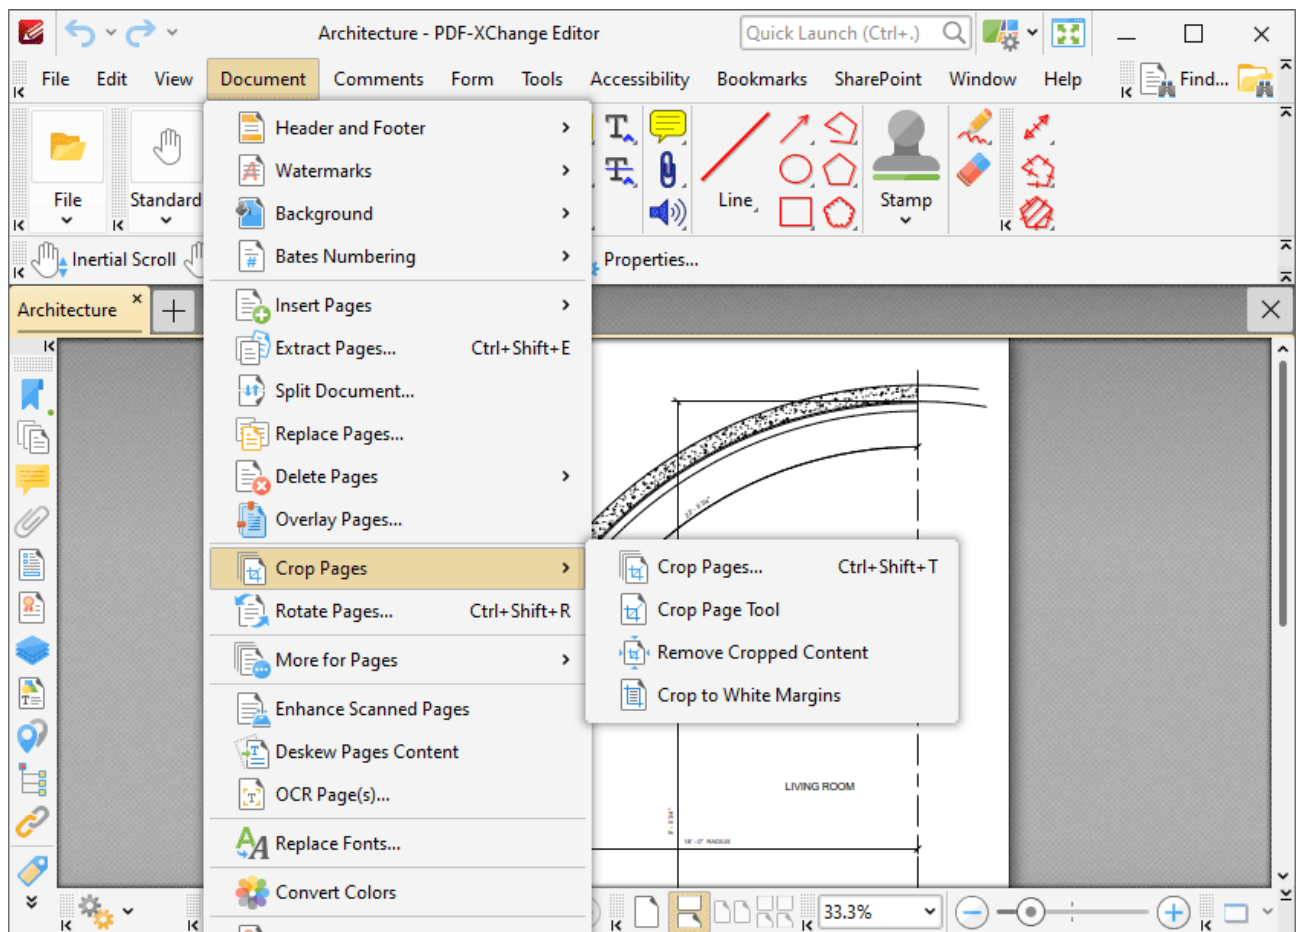 Architecture - PDF-XChange Editor
Quick Launch (Ctrl+.)
File Edit View Document Comments Form Tools Accessibility Bookmarks SharePoint Window Help Find...
File
Standard
Line
Stamp
Inertial Scroll
Properties...
Architecture
Header and Footer
Watermarks
Background
Bates Numbering
Insert Pages
Extract Pages... Ctrl+Shift+E
Split Document...
Replace Pages...
Delete Pages
Overlay Pages...
Crop Pages
Rotate Pages... Ctrl+Shift+R
More for Pages
Enhance Scanned Pages
Deskew Pages Content
OCR Page(s)...
Replace Fonts...
Convert Colors
Crop Pages... Ctrl+Shift+T
Crop Page Tool
Remove Cropped Content
Crop to White Margins
LIVING ROOM
33.3%